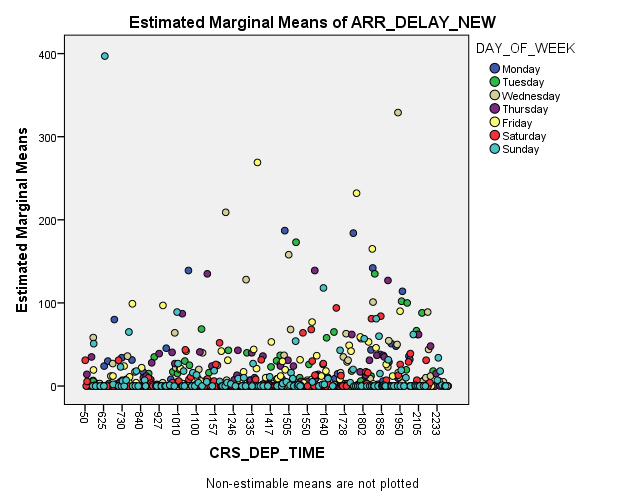 Estimated Marginal Means of ARR_DELAY_NEW
DAY_OF_WEEK
Monday
Tuesday
Wednesday
Thursday
Friday
Saturday
Sunday
Estimated Marginal Means
400
300
200
100
0
50 625 730 840 927 1010 1100 1157 1246 1335 1417 1505 1550 1640 1728 1802 1858 1950 2105 2233
CRS_DEP_TIME
Non-estimable means are not plotted